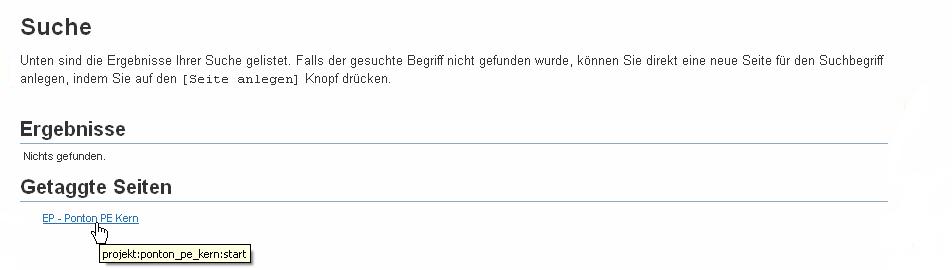 Suche
Unten sind die Ergebnisse Ihrer Suche gelistet. Falls der gesuchte Begriff nicht gefunden wurde, können Sie direkt eine neue Seite für den Suchbegriff
anlegen, indem Sie auf den [Seite anlegen] Knopf drücken.
Ergebnisse
Nichts gefunden.
Getaggte Seiten
EP - Ponton PE Kern
projekt:ponton_pe_kern:start